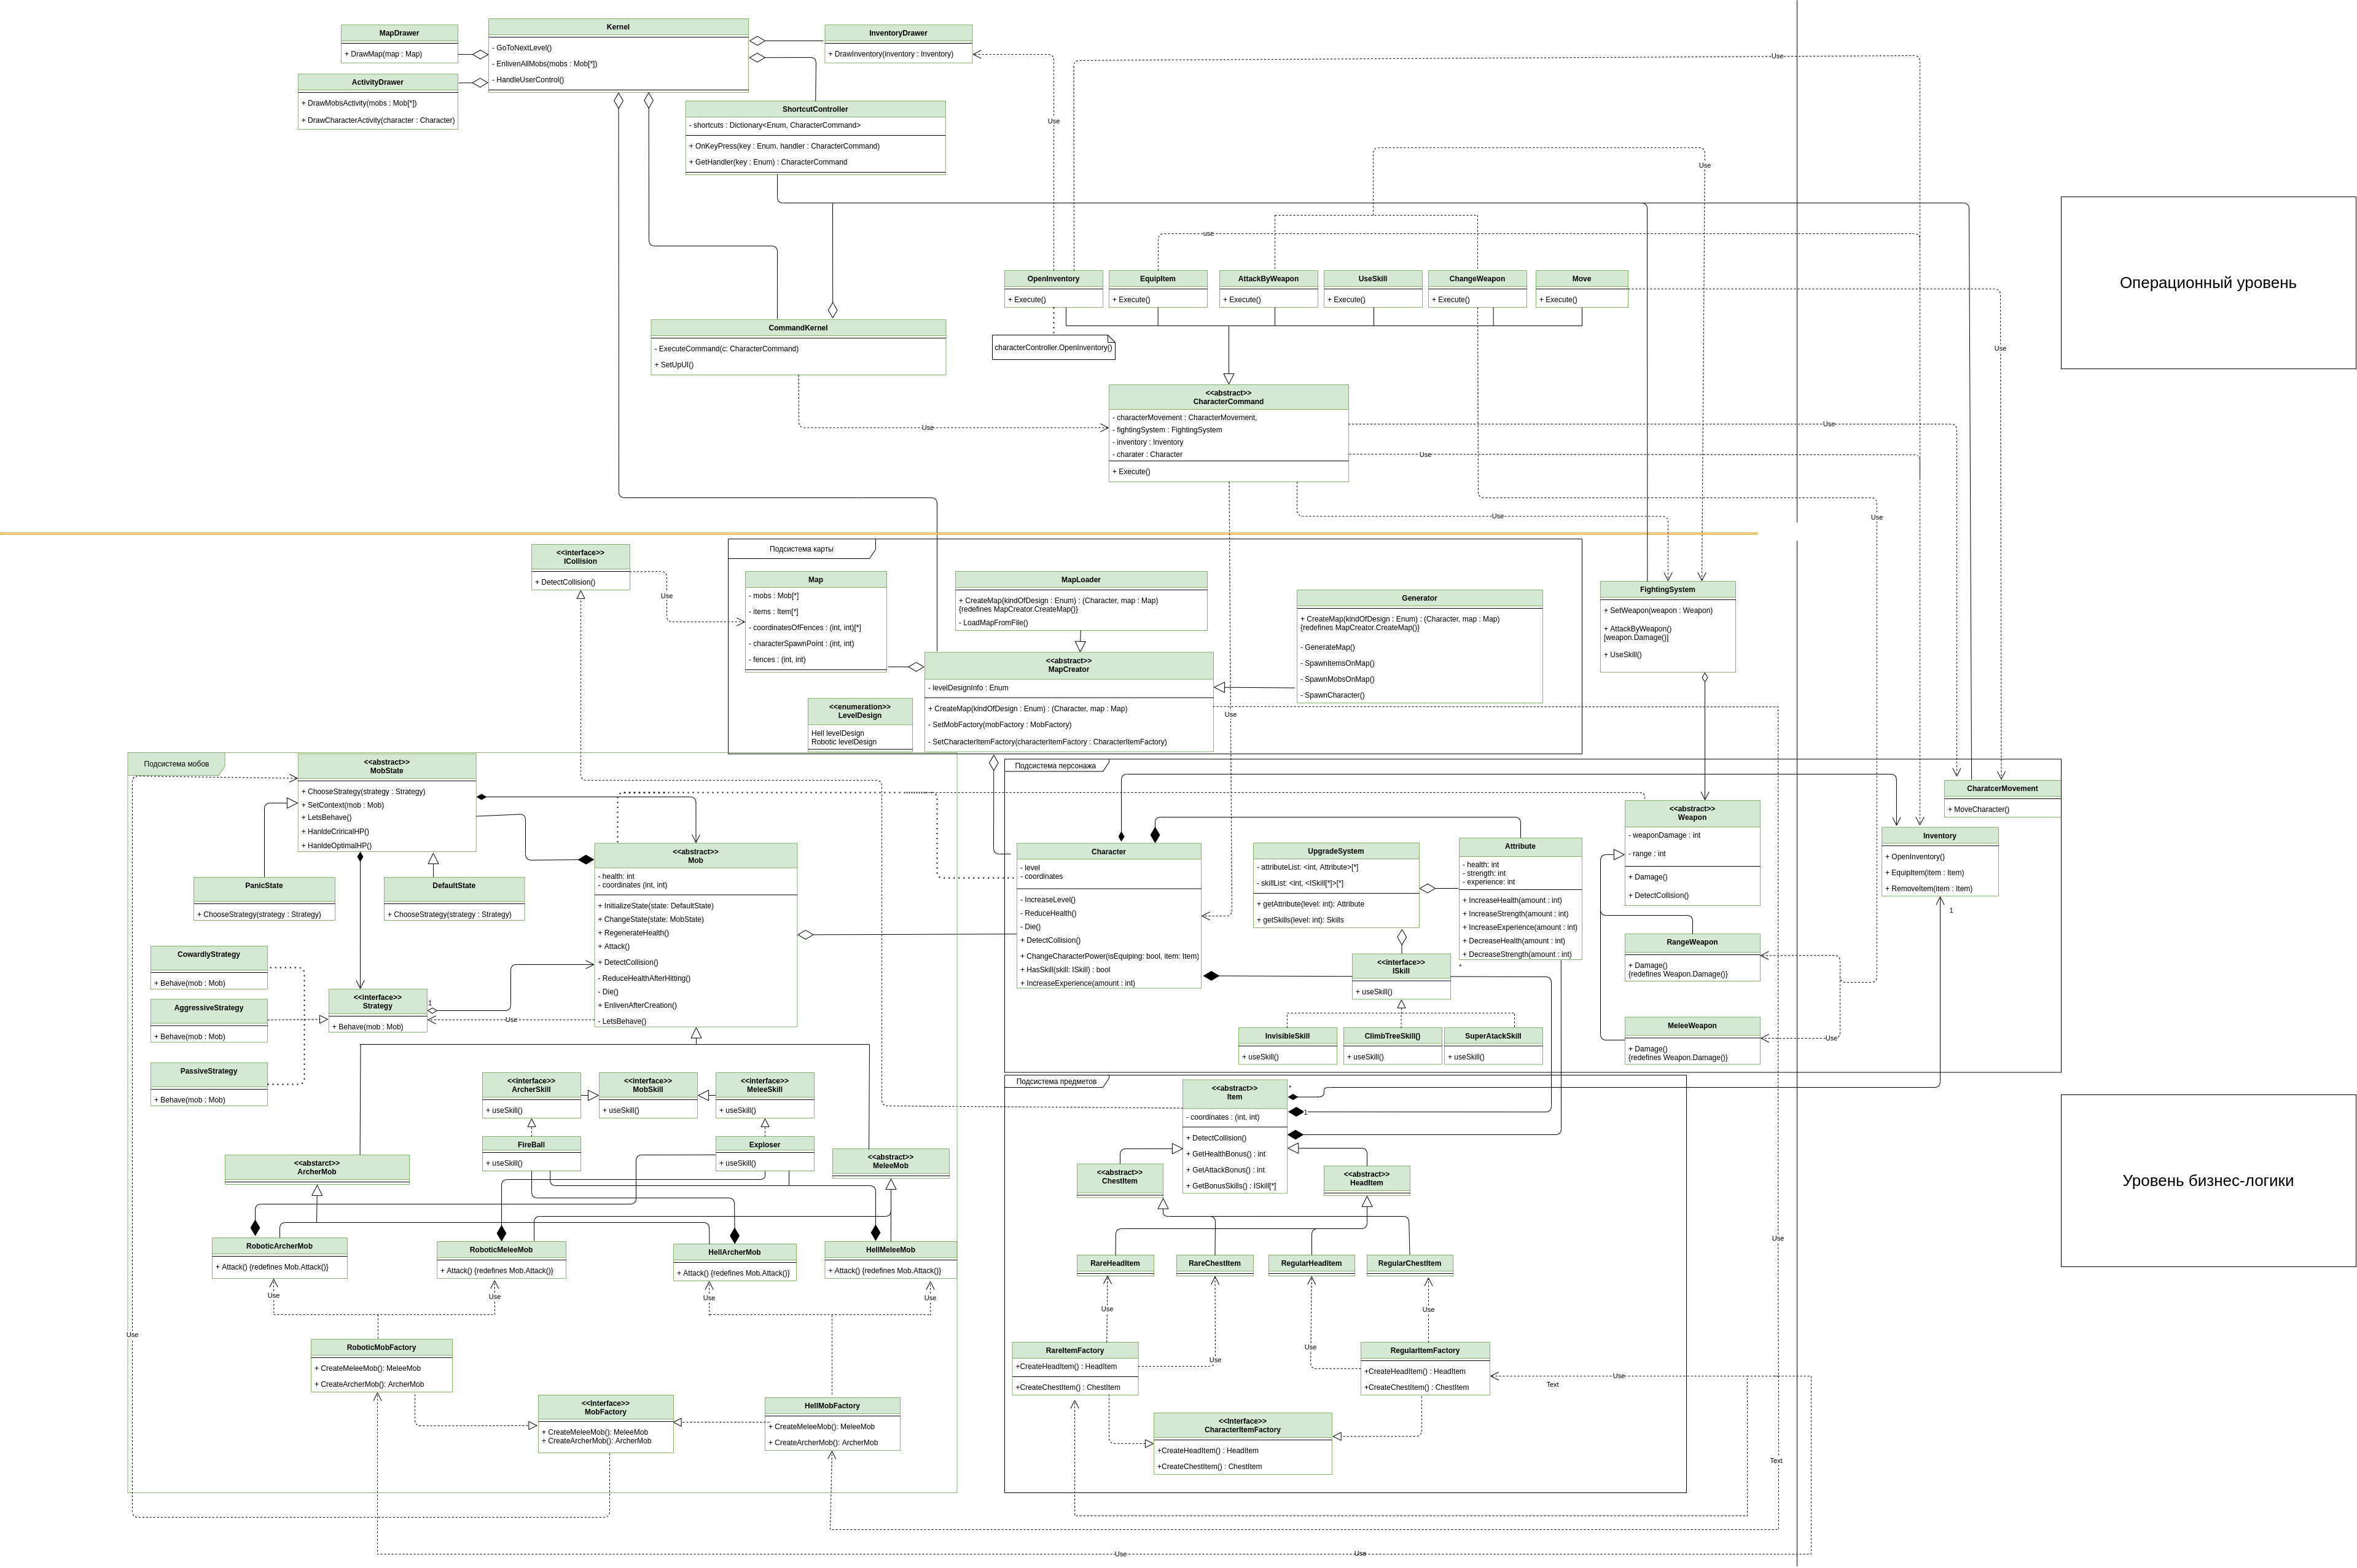 Kernel
- GoToNextLevel()
- EnlivenAllMobs(mobs : Mob[*])
- HandleUserControl()
MapDrawer
+ DrawMap(map : Map)
ActivityDrawer
+ DrawMobsActivity(mobs : Mob[*])
+ DrawCharacterActivity(character : Character)
InventoryDrawer
+ DrawInventory(inventory : Inventory)
ShortcutController
- shortcuts : Dictionary<Enum, CharacterCommand>
+ OnKeyPress(key : Enum, handler : CharacterCommand)
+ GetHandler(key : Enum) : CharacterCommand
Use
Use
Use
use
Use
CommandKernel
- ExecuteCommand(c: CharacterCommand)
+ SetUpUI()
OpenInventory
+ Execute()
EquipItem
+ Execute()
AttackByWeapon
+ Execute()
UseSkill
+ Execute()
ChangeWeapon
+ Execute()
Move
+ Execute()
characterController.OpenInventory()
<<abstract>>
CharacterCommand
- characterMovement : CharacterMovement,
- fightingSystem : FightingSystem
- inventory : Inventory
- charater : Character
+ Execute()
Use
Use
Use
Use
Use
Операционный уровень
<<interface>>
ICollision
+ DetectCollision()
Use
Подсистема карты
Map
- mobs : Mob[*]
- items : Item[*]
- coordinatesOfFences : (int, int)[*]
- characterSpawnPoint : (int, int)
- fences : (int, int)
MapLoader
+ CreateMap(kindOfDesign : Enum) : (Character, map : Map)
{redefines MapCreator.CreateMap()}
- LoadMapFromFile()
Generator
+ CreateMap(kindOfDesign : Enum) : (Character, map : Map)
{redefines MapCreator.CreateMap()}
- GenerateMap()
- SpawnItemsOnMap()
- SpawnMobsOnMap()
- SpawnCharacter()
<<abstract>>
MapCreator
- levelDesignInfo : Enum
+ CreateMap(kindOfDesign : Enum) : (Character, map : Map)
- SetMobFactory(mobFactory : MobFactory)
- SetCharacterItemFactory(characterItemFactory : CharacterItemFactory)
<<enumeration>>
LevelDesign
Hell levelDesign
Robotic levelDesign
Use
FightingSystem
+ SetWeapon(weapon : Weapon)
+ AttackByWeapon()
[weapon.Damage()]
+ UseSkill()
Подсистема мобов
<<abstract>>
MobState
+ ChooseStrategy(strategy : Strategy)
+ SetContext(mob : Mob)
+ LetsBehave()
+ HanldeCriricalHP()
+ HanldeOptimalHP()
PanicState
+ ChooseStrategy(strategy : Strategy)
DefaultState
+ ChooseStrategy(strategy : Strategy)
CowardlyStrategy
+ Behave(mob : Mob)
AggressiveStrategy
+ Behave(mob : Mob)
PassiveStrategy
+ Behave(mob : Mob)
<<interface>>
Strategy
+ Behave(mob : Mob)
1
Use
<<abstract>>
Mob
- health: int
- coordinates (int, int)
+ InitializeState(state: DefaultState)
+ ChangeState(state: MobState)
+ RegenerateHealth()
+ Attack()
+ DetectCollision()
- ReduceHealthAfterHitting()
- Die()
+ EnlivenAfterCreation()
- LetsBehave()
Подсистема персонажа
Character
- level
- coordinates
- IncreaseLevel()
- ReduceHealth()
- Die()
+ DetectCollision()
+ ChangeCharacterPower(isEquiping: bool, item: Item)
+ HasSkill(skill: ISkill) : bool
+ IncreaseExperience(amount : int)
UpgradeSystem
- attributeList: <int, Attribute>[*]
- skillList: <int, <ISkill[*]>[*]
+ getAttribute(level: int): Attribute
+ getSkills(level: int): Skills
Attribute
- health: int
- strength: int
- experience: int
+ IncreaseHealth(amount : int)
+ IncreaseStrength(amount : int)
+ IncreaseExperience(amount : int)
+ DecreaseHealth(amount : int)
+ DecreaseStrength(amount : int)
*
<<interface>>
ISkill
+ useSkill()
InvisibleSkill
+ useSkill()
ClimbTreeSkill()
+ useSkill()
SuperAtackSkill
+ useSkill()
<<abstract>>
Weapon
- weaponDamage : int
- range : int
+ Damage()
+ DetectCollision()
RangeWeapon
+ Damage()
{redefines Weapon.Damage()}
MeleeWeapon
+ Damage()
{redefines Weapon.Damage()}
Use
CharatcerMovement
+ MoveCharacter()
Inventory
+ OpenInventory()
+ EquipItem(item : Item)
+ RemoveItem(item : Item)
1
<<interface>>
ArcherSkill
+ useSkill()
<<interface>>
MobSkill
+ useSkill()
<<interface>>
MeleeSkill
+ useSkill()
FireBall
+ useSkill()
Exploser
+ useSkill()
<<abstarct>>
ArcherMob
<<abstract>>
MeleeMob
RoboticArcherMob
+ Attack() {redefines Mob.Attack()}
RoboticMeleeMob
+ Attack() {redefines Mob.Attack()}
HellArcherMob
+ Attack() {redefines Mob.Attack()}
HellMeleeMob
+ Attack() {redefines Mob.Attack()}
Use
Use
Use
Use
Use
RoboticMobFactory
+ CreateMeleeMob(): MeleeMob
+ CreateArcherMob(): ArcherMob
<<Interface>>
MobFactory
+ CreateMeleeMob(): MeleeMob
+ CreateArcherMob(): ArcherMob
HellMobFactory
+ CreateMeleeMob(): MeleeMob
+ CreateArcherMob(): ArcherMob
Подсистема предметов
<<abstract>>
Item
- coordinates : (int, int)
+ DetectCollision()
+ GetHealthBonus() : int
+ GetAttackBonus() : int
+ GetBonusSkills() : ISkill[*]
*
1
<<abstract>>
ChestItem
<<abstract>>
HeadItem
RareHeadItem
RareChestItem
RegularHeadItem
RegularChestItem
Use
Use
Use
Use
RareItemFactory
+CreateHeadItem() : HeadItem
+CreateChestItem() : ChestItem
RegularItemFactory
+CreateHeadItem() : HeadItem
+CreateChestItem() : ChestItem
<<Interface>>
CharacterItemFactory
+CreateHeadItem() : HeadItem
+CreateChestItem() : ChestItem
Use
Text
Use
Text
Use
Use
Уровень бизнес-логики